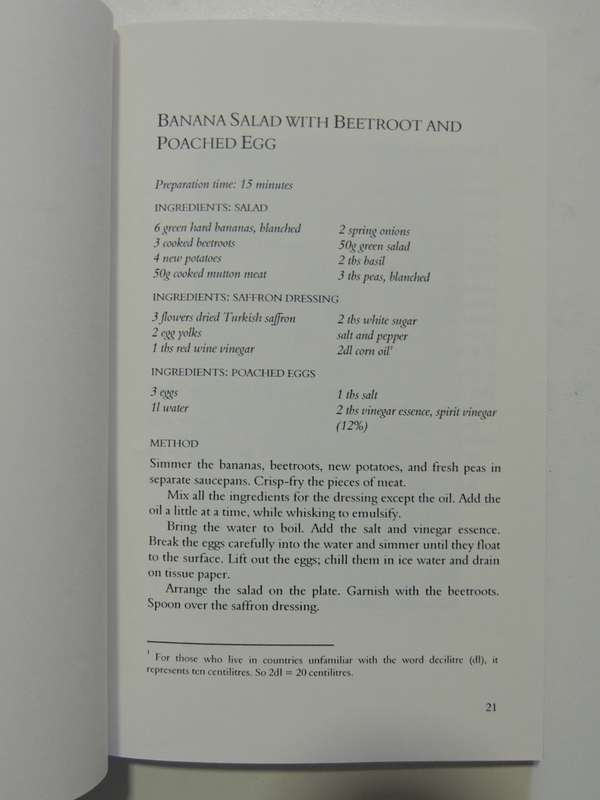 BANANA SALAD WITH BEETROOT AND
POACHED EGG
Preparation time: 15 minutes
INGREDIENTS: SALAD
6 green hard bananas, blanched
3 cooked beetroots
4 new potatoes
50g cooked mutton meat
2 spring onions
50g green salad
2 tbs basil
3 tbs peas, blanched
INGREDIENTS: SAFFRON DRESSING
3 flowers dried Turkish saffron
2 egg yolks
1 tbs red wine vinegar
2 tbs white sugar
salt and pepper
2dl corn oil¹
INGREDIENTS: POACHED EGGS
3 eggs
1l water
1 tbs salt
2 tbs vinegar essence, spirit vinegar
(12%)
METHOD
Simmer the bananas, beetroots, new potatoes, and fresh peas in
separate saucepans. Crisp-fry the pieces of meat.
Mix all the ingredients for the dressing except the oil. Add the
oil a little at a time, while whisking to emulsify.
Bring the water to boil. Add the salt and vinegar essence.
Break the eggs carefully into the water and simmer until they float
to the surface. Lift out the eggs; chill them in ice water and drain
on tissue paper.
Arrange the salad on the plate. Garnish with the beetroots.
Spoon over the saffron dressing.
¹ For those who live in countries unfamiliar with the word decilitre (dl), it
represents ten centilitres. So 2dl = 20 centilitres.
21